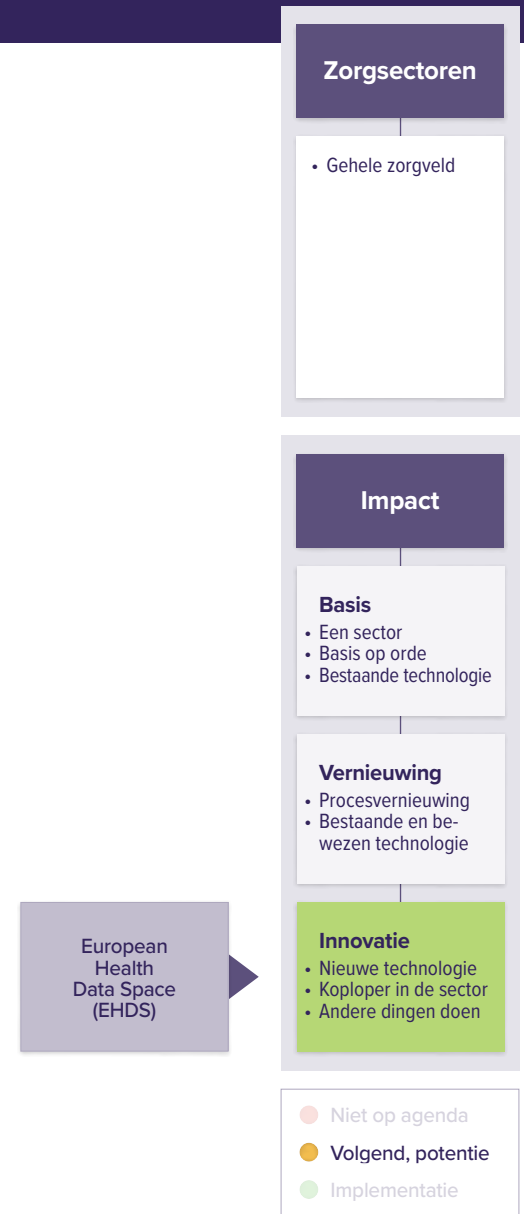 Zorgsectoren
• Gehele zorgveld
Impact
Basis
• Een sector
• Basis op orde
• Bestaande technologie
Vernieuwing
• Procesvernieuwing
• Bestaande en be-
wezen technologie
European
Health
Data Space
(EHDS)
Innovatie
• Nieuwe technologie
• Koploper in de sector
• Andere dingen doen
Niet op agenda
Volgend, potentie
Implementatie